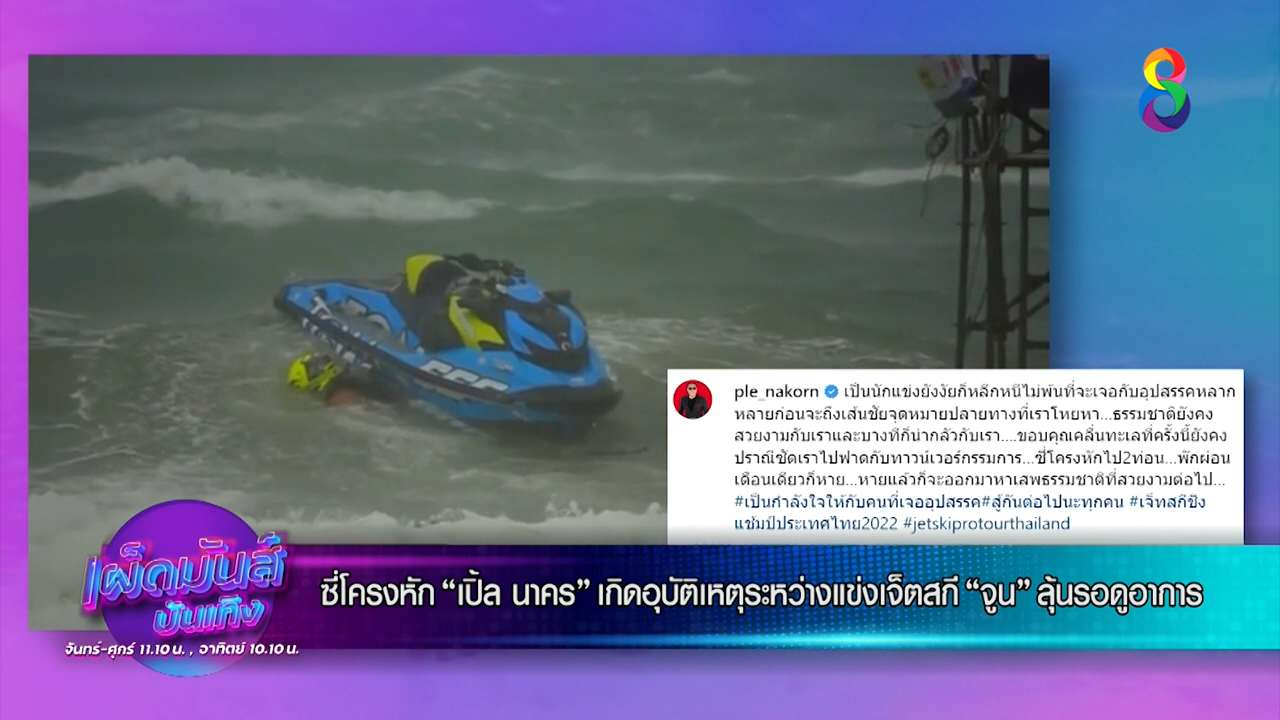 8
ple_nakorn เป็นนักแข่งยังงัยก็หลีกหนีไม่พ้นที่จะเจอกับอุปสรรคหลาก
หลายก่อนจะถึงเส้นชัยจุดหมายปลายทางที่เราโหยหา...ธรรมชาติยังคง
สวยงามกับเราและบางทีก็น่ากลัวกับเรา....ขอบคุณคลื่นทะเลที่ครั้งนี้ยังคง
ปราณีซัดเราไปฟาดกับทาวน์เวอร์กรรมการ...ซี่โครงหักไป2ท่อน...พักผ่อน
เดือนเดียวก็หาย...หายแล้วก็จะออกมาหาเสพธรรมชาติที่สวยงามต่อไป...
#เป็นกำลังใจให้กับคนที่เจออุปสรรค#สู้กันต่อไปนะทุกคน #เจ็ทสกีชิง
แชมป์ประเทศไทย2022 #jetskiprotourthailand
ซี่โครงหัก “เปิ้ล นาคร” เกิดอุบัติเหตุระหว่างแข่งเจ็ตสกี “จูน” ลุ้นรอดูอาการ
เผ็ดมันส์
บันเทิง
จันทร์-ศุกร์ 11.10 น. , อาทิตย์ 10.10 น.